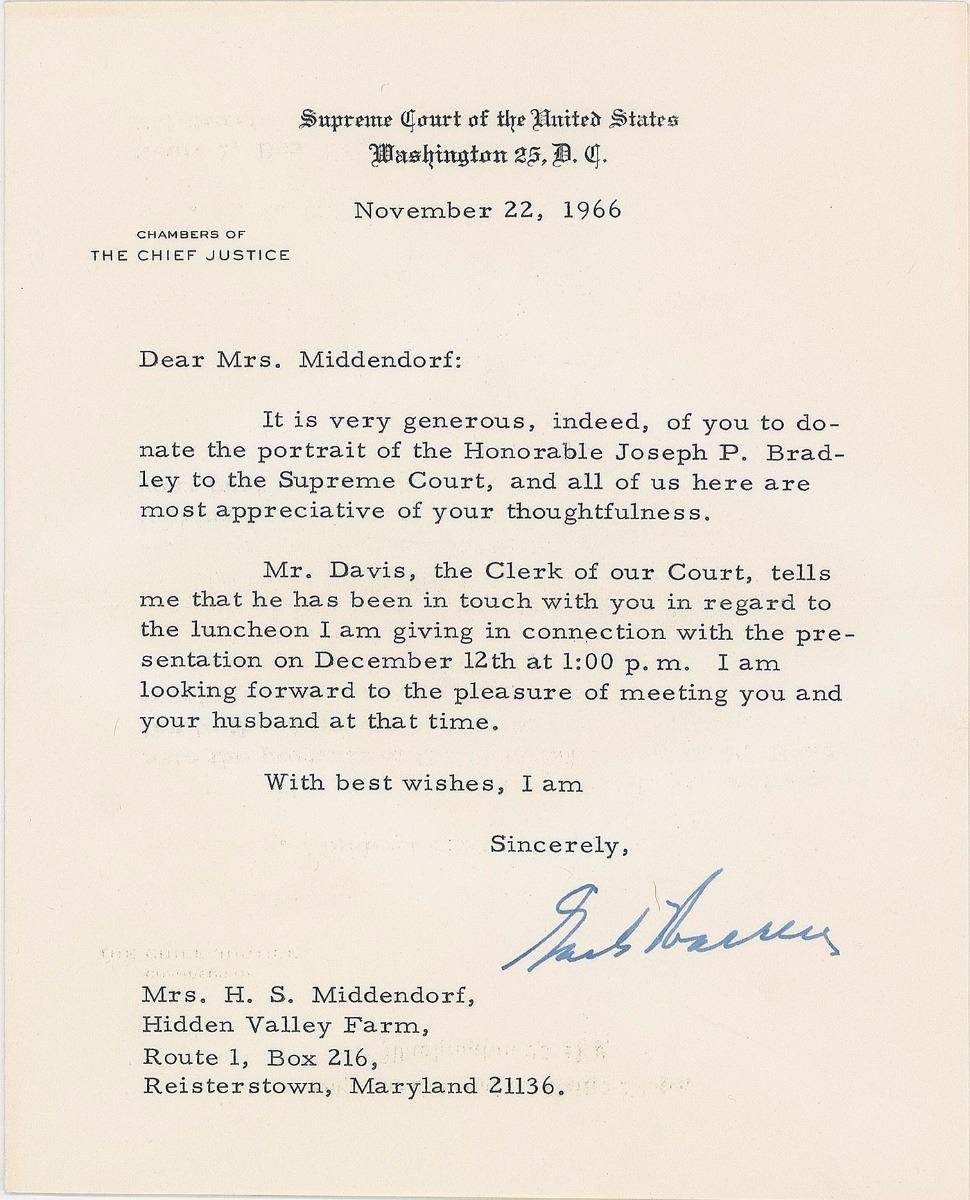 Supreme Court of the United States
Washington 25, D. C.
November 22, 1966
CHAMBERS OF
THE CHIEF JUSTICE
Dear Mrs. Middendorf:
It is very generous, indeed, of you to do-
nate the portrait of the Honorable Joseph P. Brad-
ley to the Supreme Court, and all of us here are
most appreciative of your thoughtfulness.
Mr. Davis, the Clerk of our Court, tells
me that he has been in touch with you in regard to
the luncheon I am giving in connection with the pre-
sentation on December 12th at 1:00 p. m. I am
looking forward to the pleasure of meeting you and
your husband at that time.
With best wishes, I am
Sincerely,
Earl Warren
Mrs. H. S. Middendorf,
Hidden Valley Farm,
Route 1, Box 216,
Reisterstown, Maryland 21136.